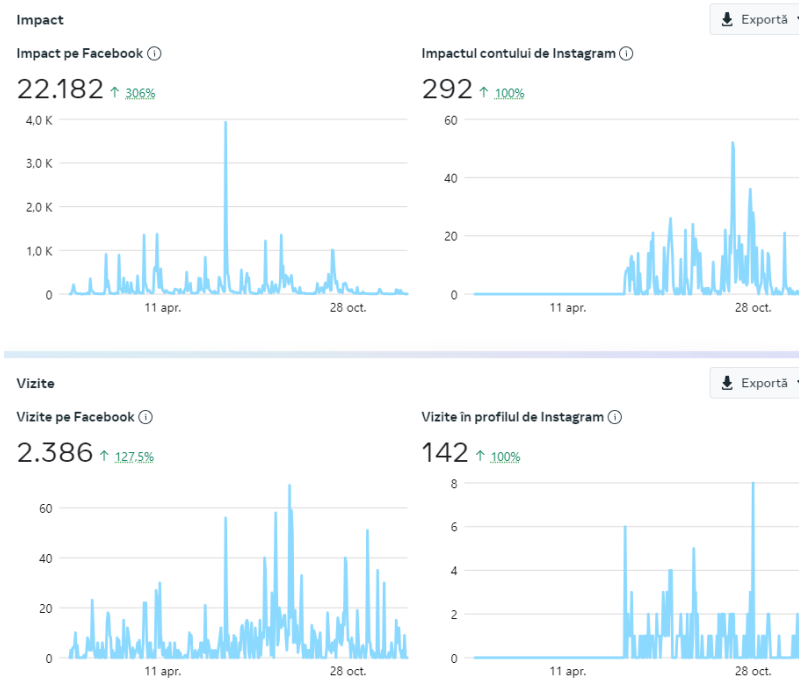 Impact
Exportă
Impact pe Facebook
Impactul contului de Instagram
22.182 ↑ 306%
292 ↑ 100%
4,0 K
3,0 K
2,0 K
1,0 K
0
11 apr.
28 oct.
60
40
20
0
11 apr.
28 oct.
Vizite
Exportă
Vizite pe Facebook
Vizite în profilul de Instagram
2.386 ↑ 127,5%
142 ↑ 100%
60
40
20
0
11 apr.
28 oct.
8
6
4
2
0
11 apr.
28 oct.